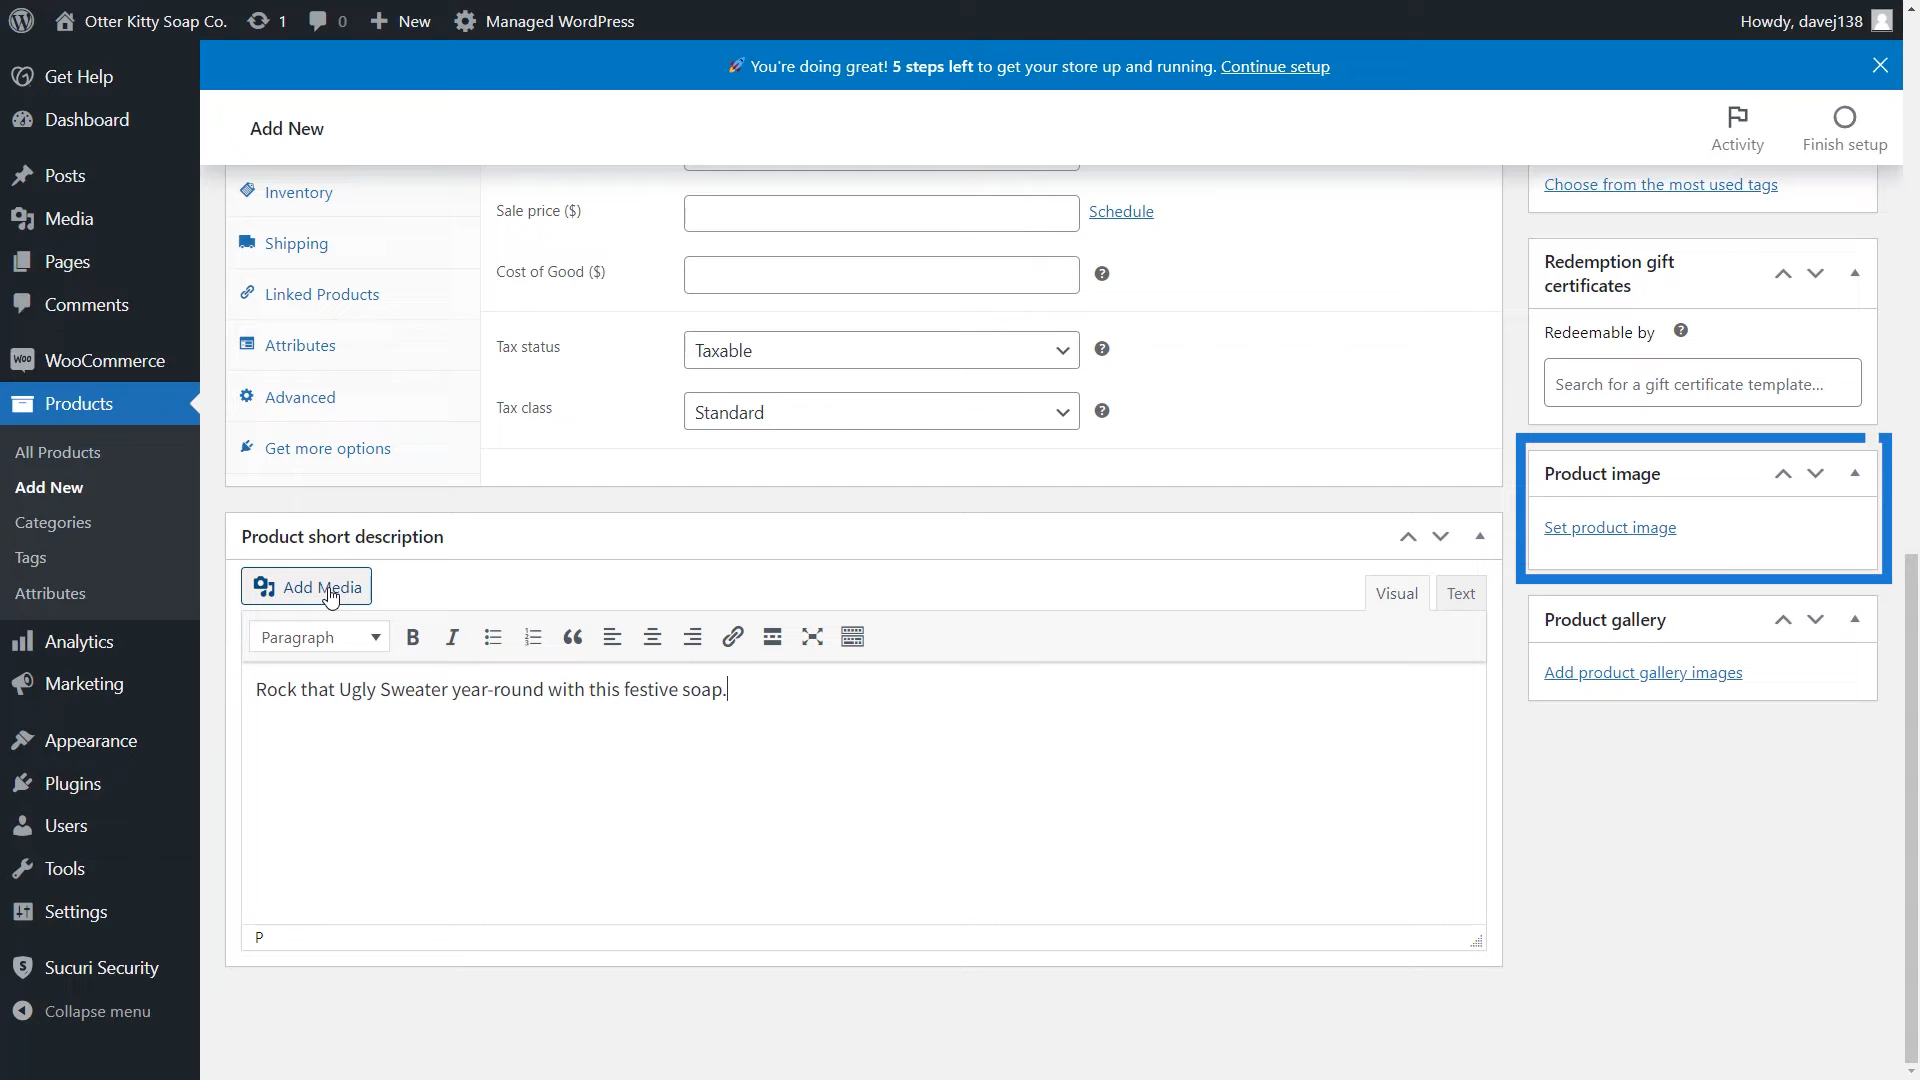 Otter Kitty Soap Co.
1
0
New
Managed WordPress
Howdy, davej138
Get Help
Dashboard
Posts
Media
Pages
Comments
Woo
WooCommerce
Products
All Products
Add New
Categories
Tags
Attributes
Analytics
Marketing
Appearance
Plugins
Users
Tools
Settings
Sucuri Security
Collapse menu
🚀 You're doing great! 5 steps left to get your store up and running. Continue setup
Add New
Activity
Finish setup
Inventory
Shipping
Linked Products
Attributes
Advanced
Get more options
Sale price ($)
Schedule
Cost of Good ($)
Tax status
Taxable
Tax class
Standard
Product short description
Add Media
Visual
Text
Paragraph
Rock that Ugly Sweater year-round with this festive soap.
P
Choose from the most used tags
Redemption gift
certificates
Redeemable by
Search for a gift certificate template...
Product image
Set product image
Product gallery
Add product gallery images